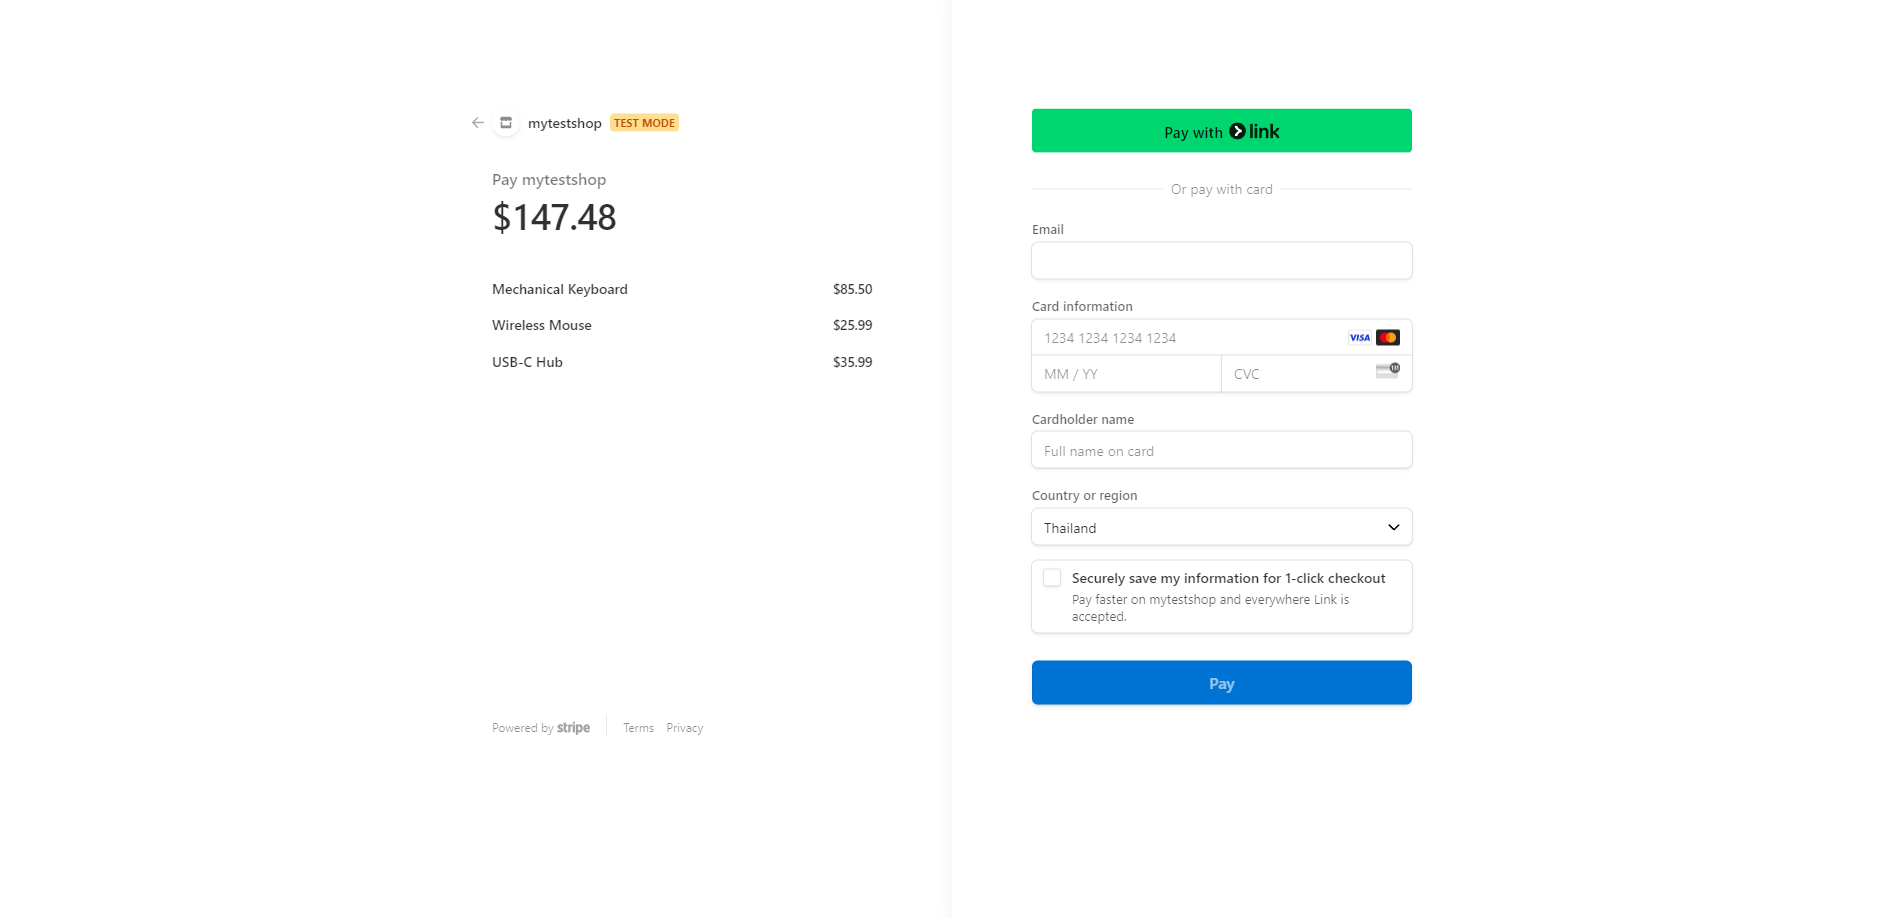 mytestshop TEST MODE
Pay mytestshop
$147.48
Mechanical Keyboard $85.50
Wireless Mouse $25.99
USB-C Hub $35.99
Powered by stripe Terms Privacy
Pay with link
Or pay with card
Email
Card information
1234 1234 1234 1234 VISA
MM / YY CVC
Cardholder name
Full name on card
Country or region
Thailand
Securely save my information for 1-click checkout
Pay faster on mytestshop and everywhere Link is
accepted.
Pay